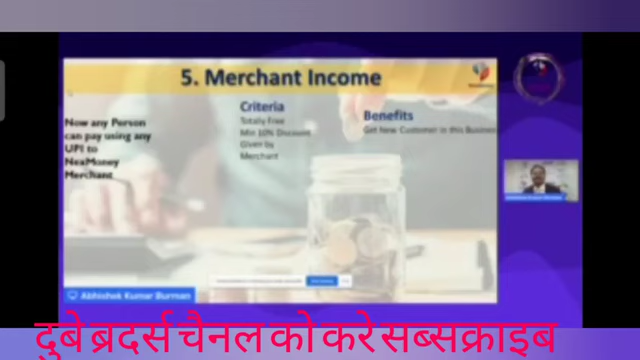 5. Merchant Income
Criteria
Totally Free
Min 10% Discount
Given by
Merchant
Benefits
Get New Customer in this Business
Now any Person
can pay using any
UPI to
NexMoney
Merchant
Abhishek Kumar Burman
दुबे ब्रदर्स चैनल को करे सब्सक्राइब